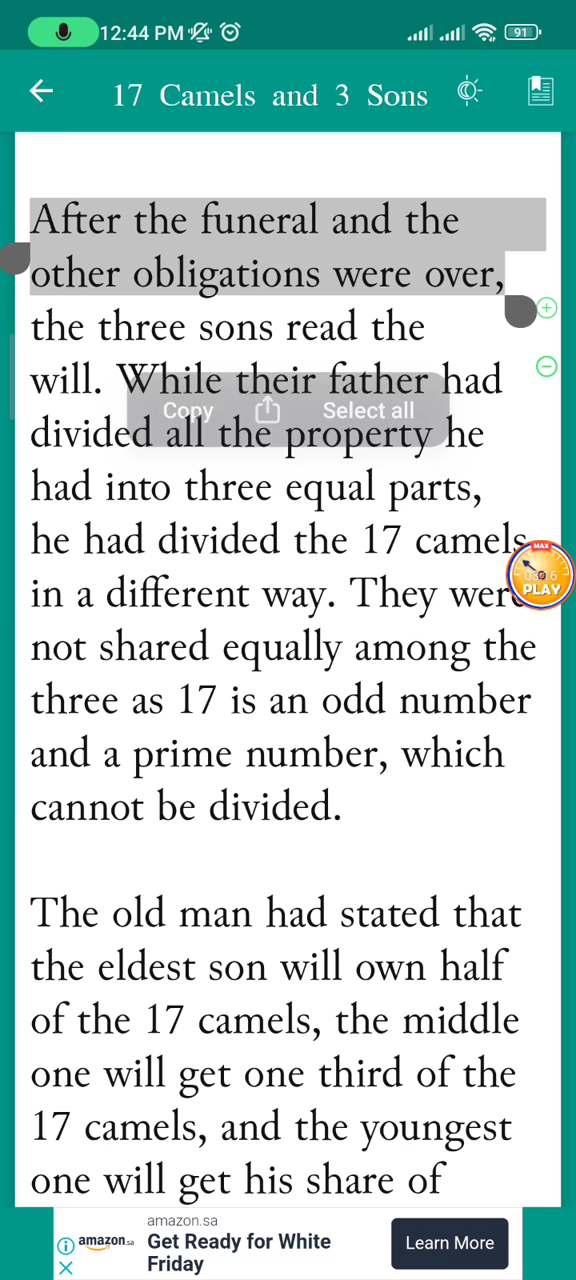 12:44 PM
91
17 Camels and 3 Sons
After the funeral and the
other obligations were over,
the three sons read the
will. While their father had
Copy
Select all
divided all the property he
had into three equal parts,
he had divided the 17 camels
MAX
03:16
PLAY
in a different way. They were
not shared equally among the
three as 17 is an odd number
and a prime number, which
cannot be divided.
The old man had stated that
the eldest son will own half
of the 17 camels, the middle
one will get one third of the
17 camels, and the youngest
one will get his share of
amazon.sa
amazon.sa
Get Ready for White
Friday
Learn More